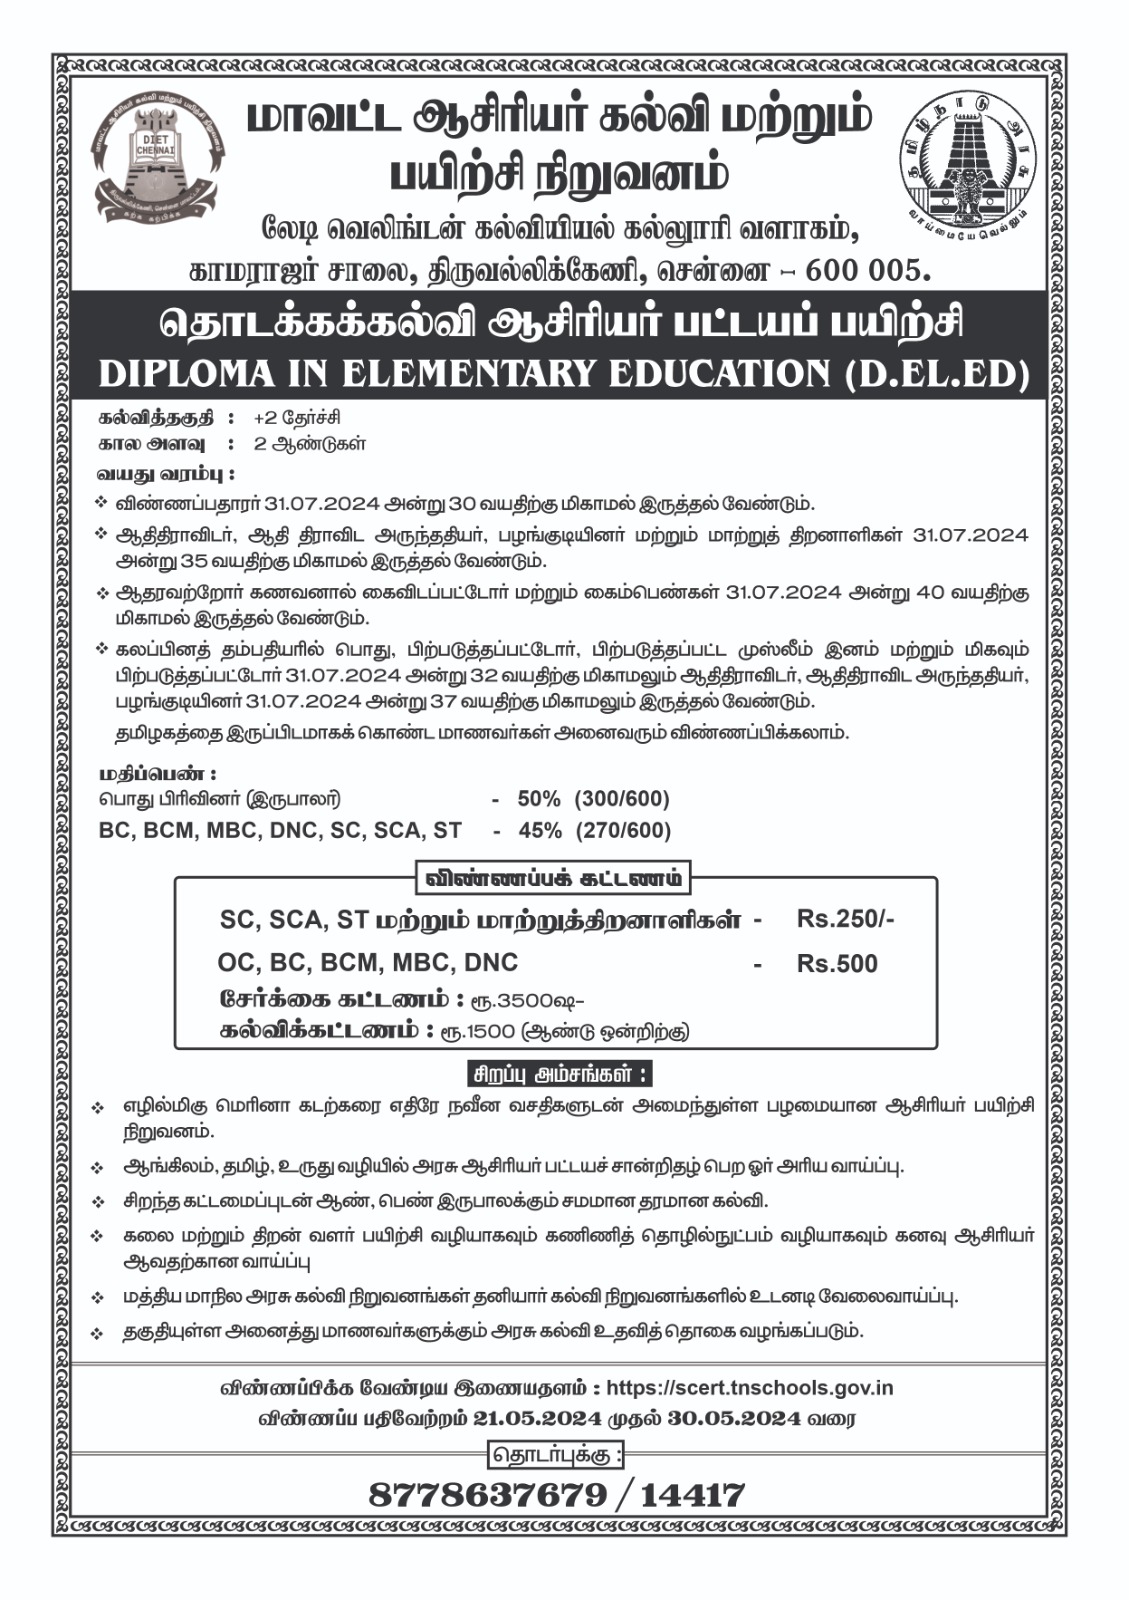 மாவட்ட ஆசிரியர் கல்வி மற்றும் பயிற்சி நிறுவனம்
DIET
CHENNAI
திருவல்லிக்கேணி, சென்னை மாவட்டம்
கற்க கற்பிக்க
மாவட்ட ஆசிரியர் கல்வி மற்றும்
பயிற்சி நிறுவனம்
தமிழ்நாடு அரசு
வாய்மையே வெல்லும்
லேடி வெலிங்டன் கல்வியியல் கல்லூரி வளாகம்,
காமராஜர் சாலை, திருவல்லிக்கேணி, சென்னை – 600 005.
தொடக்கக்கல்வி ஆசிரியர் பட்டயப் பயிற்சி
DIPLOMA IN ELEMENTARY EDUCATION (D.EL.ED)
கல்வித்தகுதி : +2 தேர்ச்சி
கால அளவு : 2 ஆண்டுகள்
வயது வரம்பு :
❖ விண்ணப்பதாரர் 31.07.2024 அன்று 30 வயதிற்கு மிகாமல் இருத்தல் வேண்டும்.
❖ ஆதிதிராவிடர், ஆதி திராவிட அருந்ததியர், பழங்குடியினர் மற்றும் மாற்றுத் திறனாளிகள் 31.07.2024
அன்று 35 வயதிற்கு மிகாமல் இருத்தல் வேண்டும்.
❖ ஆதரவற்றோர் கணவனால் கைவிடப்பட்டோர் மற்றும் கைம்பெண்கள் 31.07.2024 அன்று 40 வயதிற்கு
மிகாமல் இருத்தல் வேண்டும்.
❖ கலப்பினத் தம்பதியரில் பொது, பிற்படுத்தப்பட்டோர், பிற்படுத்தப்பட்ட முஸ்லீம் இனம் மற்றும் மிகவும்
பிற்படுத்தப்பட்டோர் 31.07.2024 அன்று 32 வயதிற்கு மிகாமலும் ஆதிதிராவிடர், ஆதிதிராவிட அருந்ததியர்,
பழங்குடியினர் 31.07.2024 அன்று 37 வயதிற்கு மிகாமலும் இருத்தல் வேண்டும்.
தமிழகத்தை இருப்பிடமாகக் கொண்ட மாணவர்கள் அனைவரும் விண்ணப்பிக்கலாம்.
மதிப்பெண் :
பொது பிரிவினர் (இருபாலர்) - 50% (300/600)
BC, BCM, MBC, DNC, SC, SCA, ST - 45% (270/600)
விண்ணப்பக் கட்டணம்
SC, SCA, ST மற்றும் மாற்றுத்திறனாளிகள் - Rs.250/-
OC, BC, BCM, MBC, DNC - Rs.500
சேர்க்கை கட்டணம் : ரூ.3500ஷ–
கல்விக்கட்டணம் : ரூ.1500 (ஆண்டு ஒன்றிற்கு)
சிறப்பு அம்சங்கள் :
❖ எழில்மிகு மெரினா கடற்கரை எதிரே நவீன வசதிகளுடன் அமைந்துள்ள பழமையான ஆசிரியர் பயிற்சி
நிறுவனம்.
❖ ஆங்கிலம், தமிழ், உருது வழியில் அரசு ஆசிரியர் பட்டயச் சான்றிதழ் பெற ஓர் அரிய வாய்ப்பு.
❖ சிறந்த கட்டமைப்புடன் ஆண், பெண் இருபாலக்கும் சமமான தரமான கல்வி.
❖ கலை மற்றும் திறன் வளர் பயிற்சி வழியாகவும் கணிணித் தொழில்நுட்பம் வழியாகவும் கனவு ஆசிரியர்
ஆவதற்கான வாய்ப்பு
❖ மத்திய மாநில அரசு கல்வி நிறுவனங்கள் தனியார் கல்வி நிறுவனங்களில் உடனடி வேலைவாய்ப்பு.
❖ தகுதியுள்ள அனைத்து மாணவர்களுக்கும் அரசு கல்வி உதவித் தொகை வழங்கப்படும்.
விண்ணப்பிக்க வேண்டிய இணையதளம் : https://scert.tnschools.gov.in
விண்ணப்ப பதிவேற்றம் 21.05.2024 முதல் 30.05.2024 வரை
தொடர்புக்கு :
8778637679 / 14417